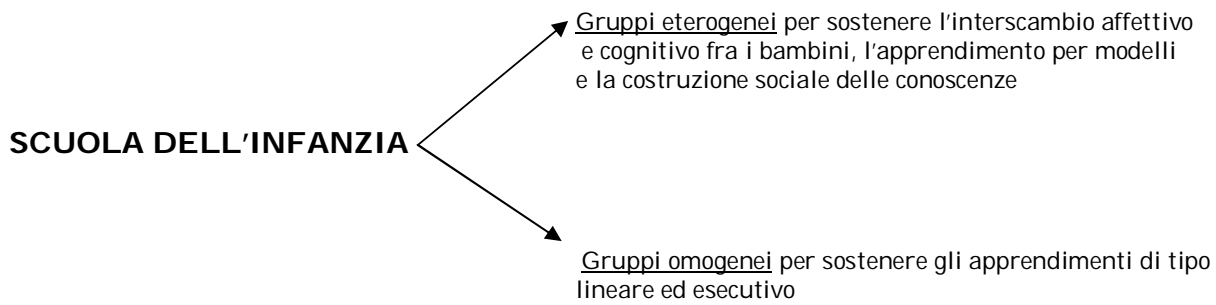 Gruppi eterogenei per sostenere l'interscambio affettivo
e cognitivo fra i bambini, l'apprendimento per modelli
e la costruzione sociale delle conoscenze
SCUOLA DELL'INFANZIA
Gruppi omogenei per sostenere gli apprendimenti di tipo
lineare ed esecutivo